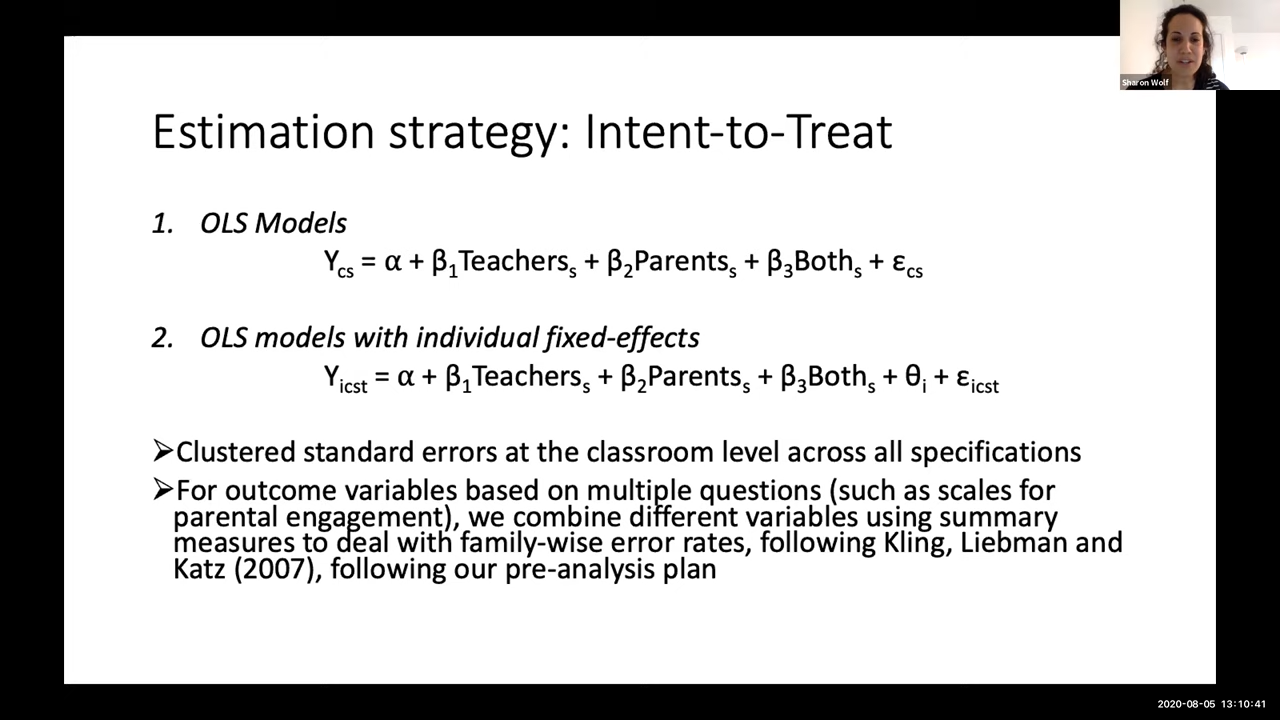 Sharon Wolf
Estimation strategy: Intent-to-Treat
1. OLS Models
Ycs = α + β1Teacherss + β2Parentss + β3Boths + εcs
2. OLS models with individual fixed-effects
Yicst = α + β1Teacherss + β2Parentss + β3Boths + θi + εicst
➢Clustered standard errors at the classroom level across all specifications
➢For outcome variables based on multiple questions (such as scales for
parental engagement), we combine different variables using summary
measures to deal with family-wise error rates, following Kling, Liebman and
Katz (2007), following our pre-analysis plan
2020-08-05 13:10:41